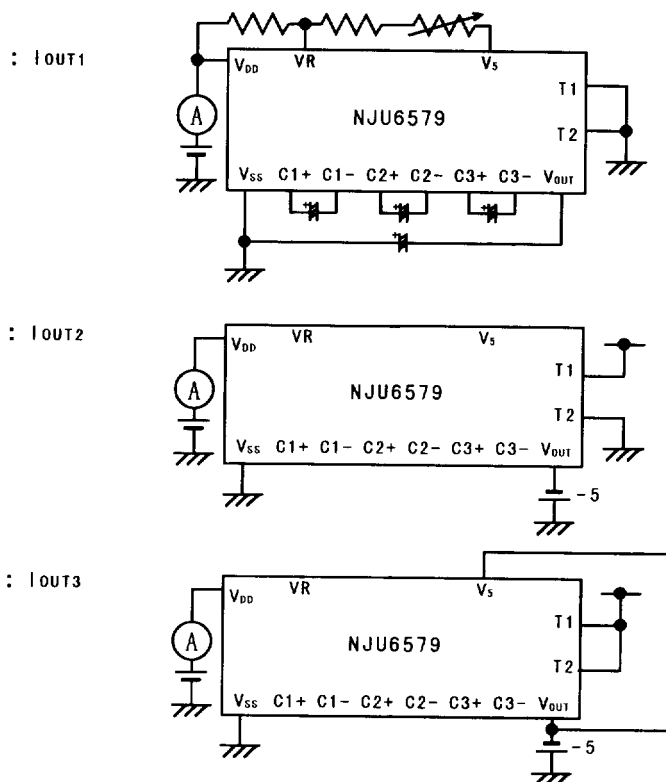 : IOUT1
VDD VR V5
T1
A
NJU6579
T2
VSS C1+ C1- C2+ C2- C3+ C3- VOUT
+ + +
+
: IOUT2
VDD VR V5
T1
A
NJU6579
T2
VSS C1+ C1- C2+ C2- C3+ C3- VOUT
-5
: IOUT3
VDD VR V5
T1
A
NJU6579
T2
VSS C1+ C1- C2+ C2- C3+ C3- VOUT
-5